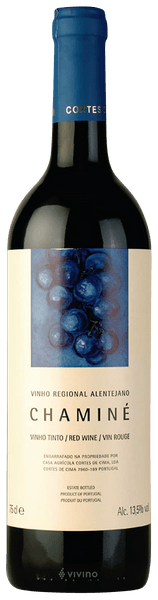 CORTES
VINHO REGIONAL ALENTEJANO
CHAMINÉ
VINHO TINTO / RED WINE / VIN ROUGE
ENGARRAFADO NA PROPRIEDADE POR
CASA AGRÍCOLA CORTES DE CIMA, LDA
CORTES DE CIMA 7960-189 PORTUGAL
ESTATE BOTTLED
75cl e PRODUCT OF PORTUGAL Alc. 13,5% vol
PRODUIT DU PORTUGAL
vivino